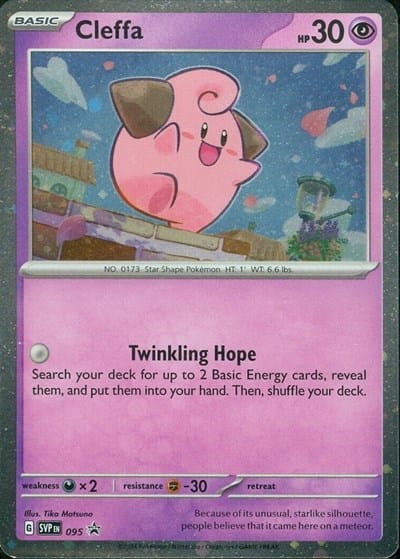 BASIC
Cleffa
HP 30
NO. 0173 Star Shape Pokémon HT: 1' WT: 6.6 lbs.
Twinkling Hope
Search your deck for up to 2 Basic Energy cards, reveal
them, and put them into your hand. Then, shuffle your deck.
weakness ×2 resistance -30 retreat
Illus. Tika Matsuno
G SVP EN 095
Because of its unusual, starlike silhouette,
people believe that it came here on a meteor.